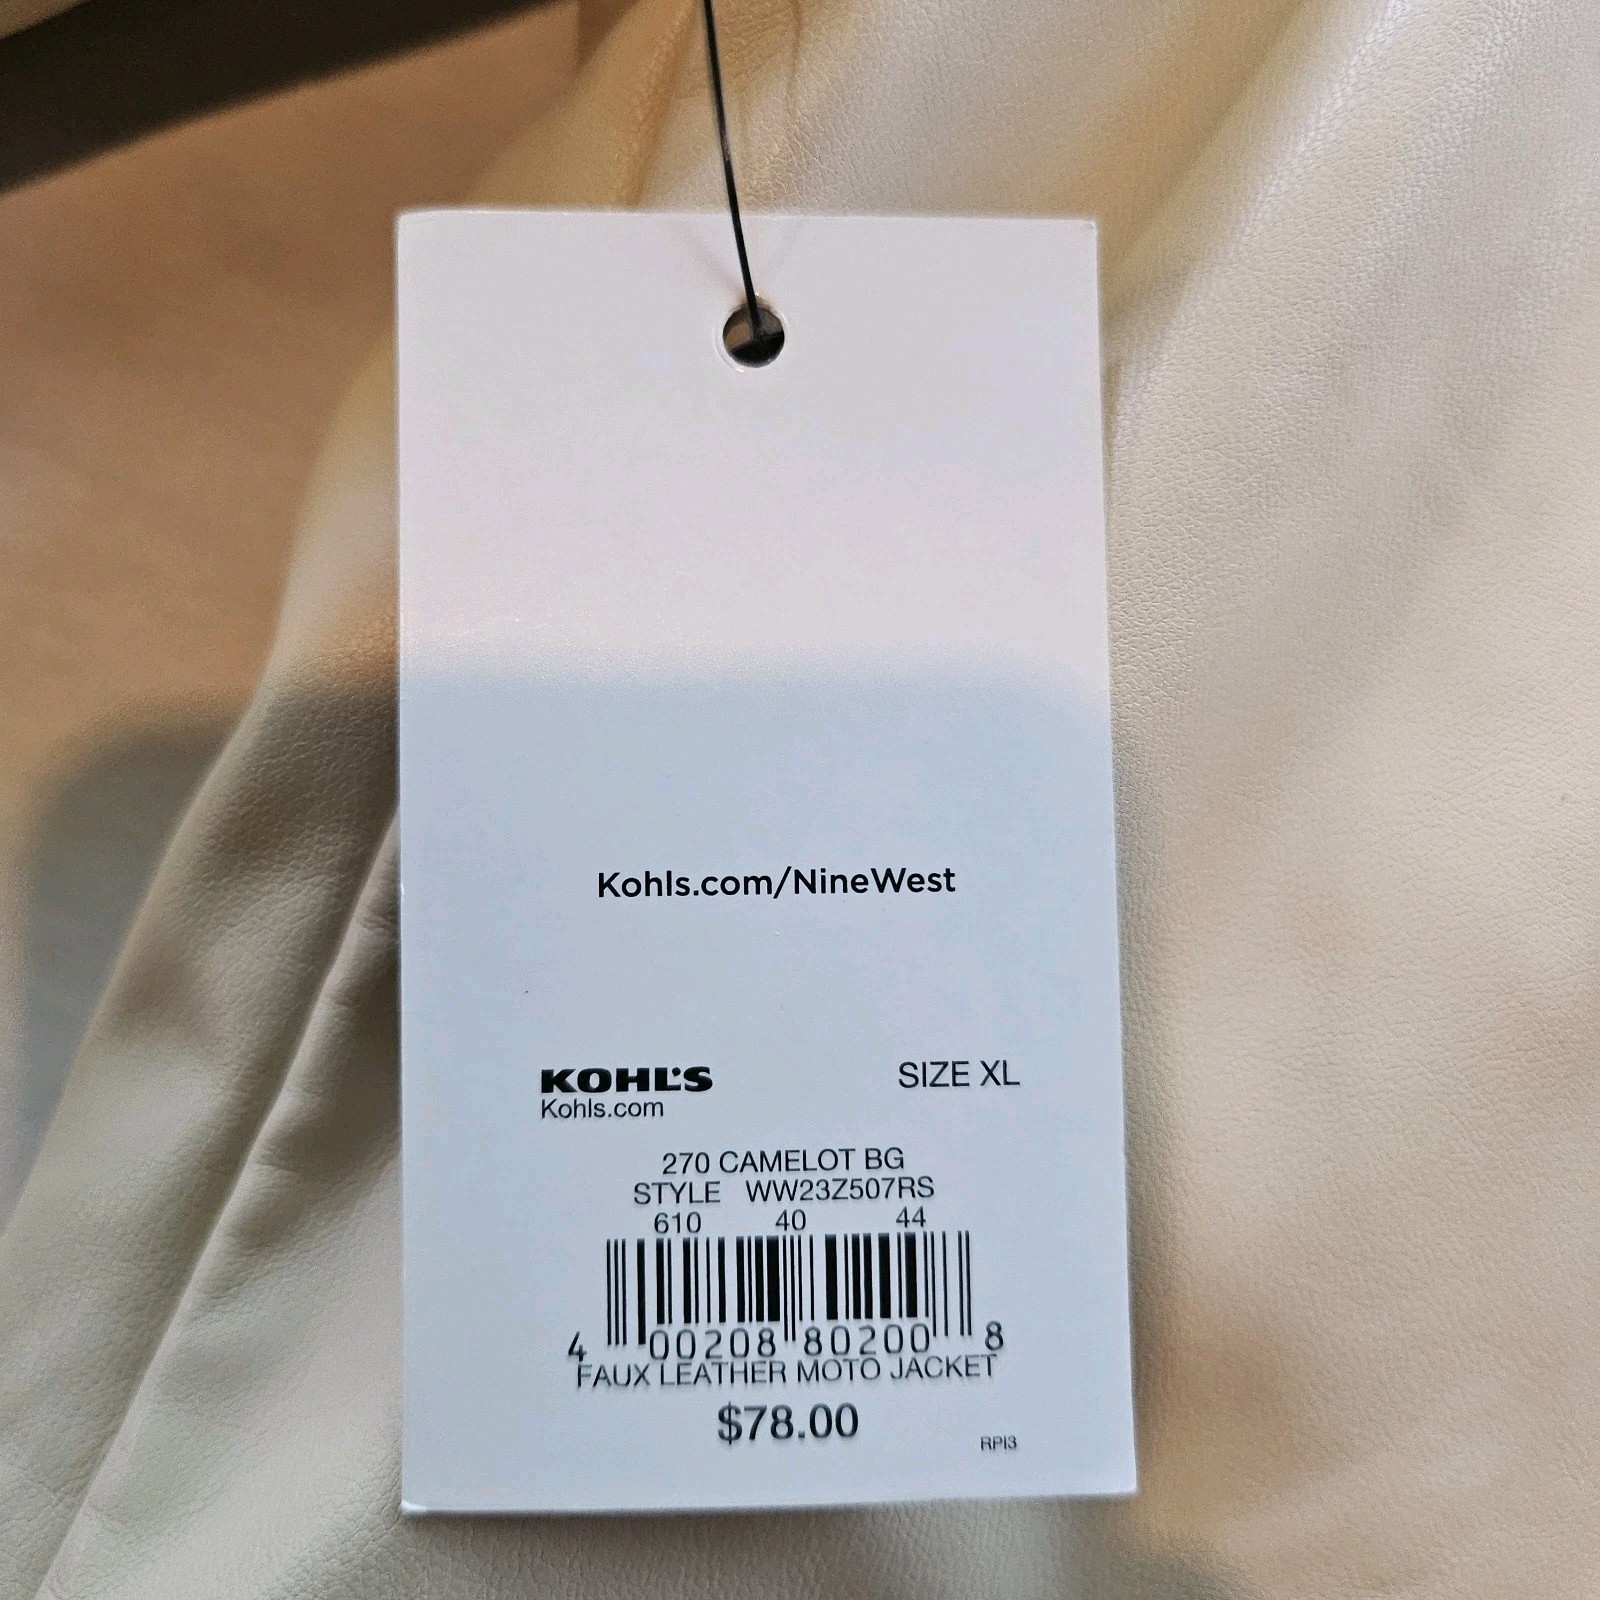 Kohls.com/NineWest
KOHL'S SIZE XL
Kohls.com
270 CAMELOT BG
STYLE WW23Z507RS
610 40 44
4 00208 80200 8
FAUX LEATHER MOTO JACKET
$78.00
RPI3